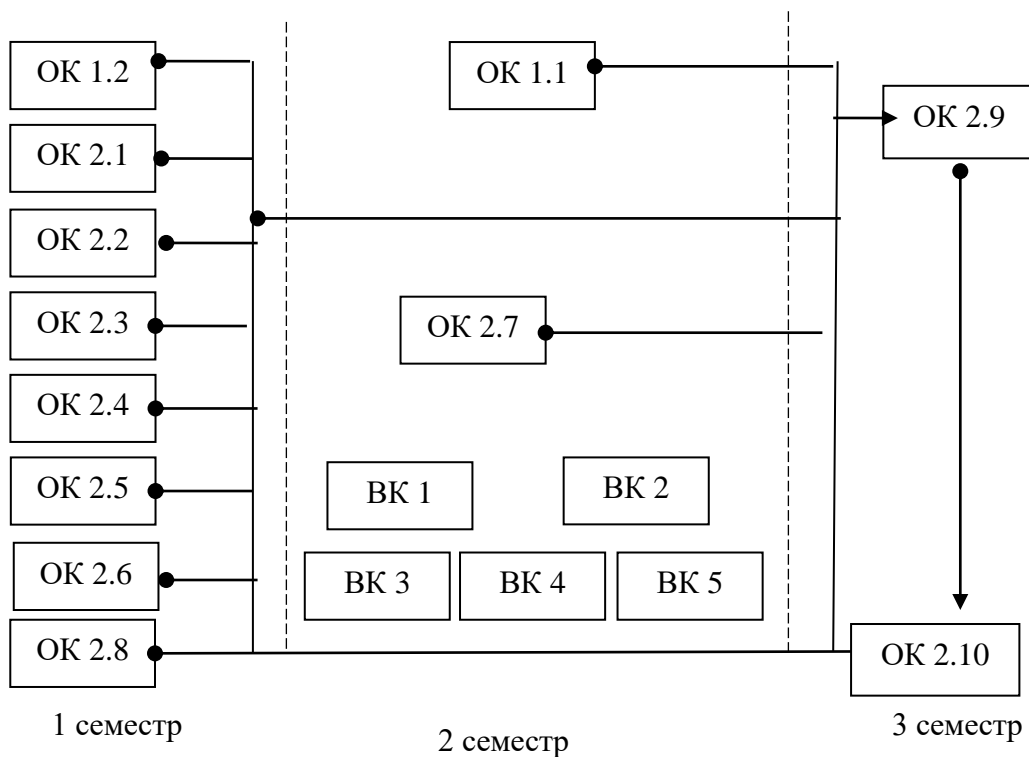 ОК 1.2
ОК 2.1
ОК 2.2
ОК 2.3
ОК 2.4
ОК 2.5
ОК 2.6
ОК 2.8
1 семестр
ОК 1.1
ОК 2.7
ВК 1
ВК 2
ВК 3
ВК 4
ВК 5
2 семестр
ОК 2.9
ОК 2.10
3 семестр